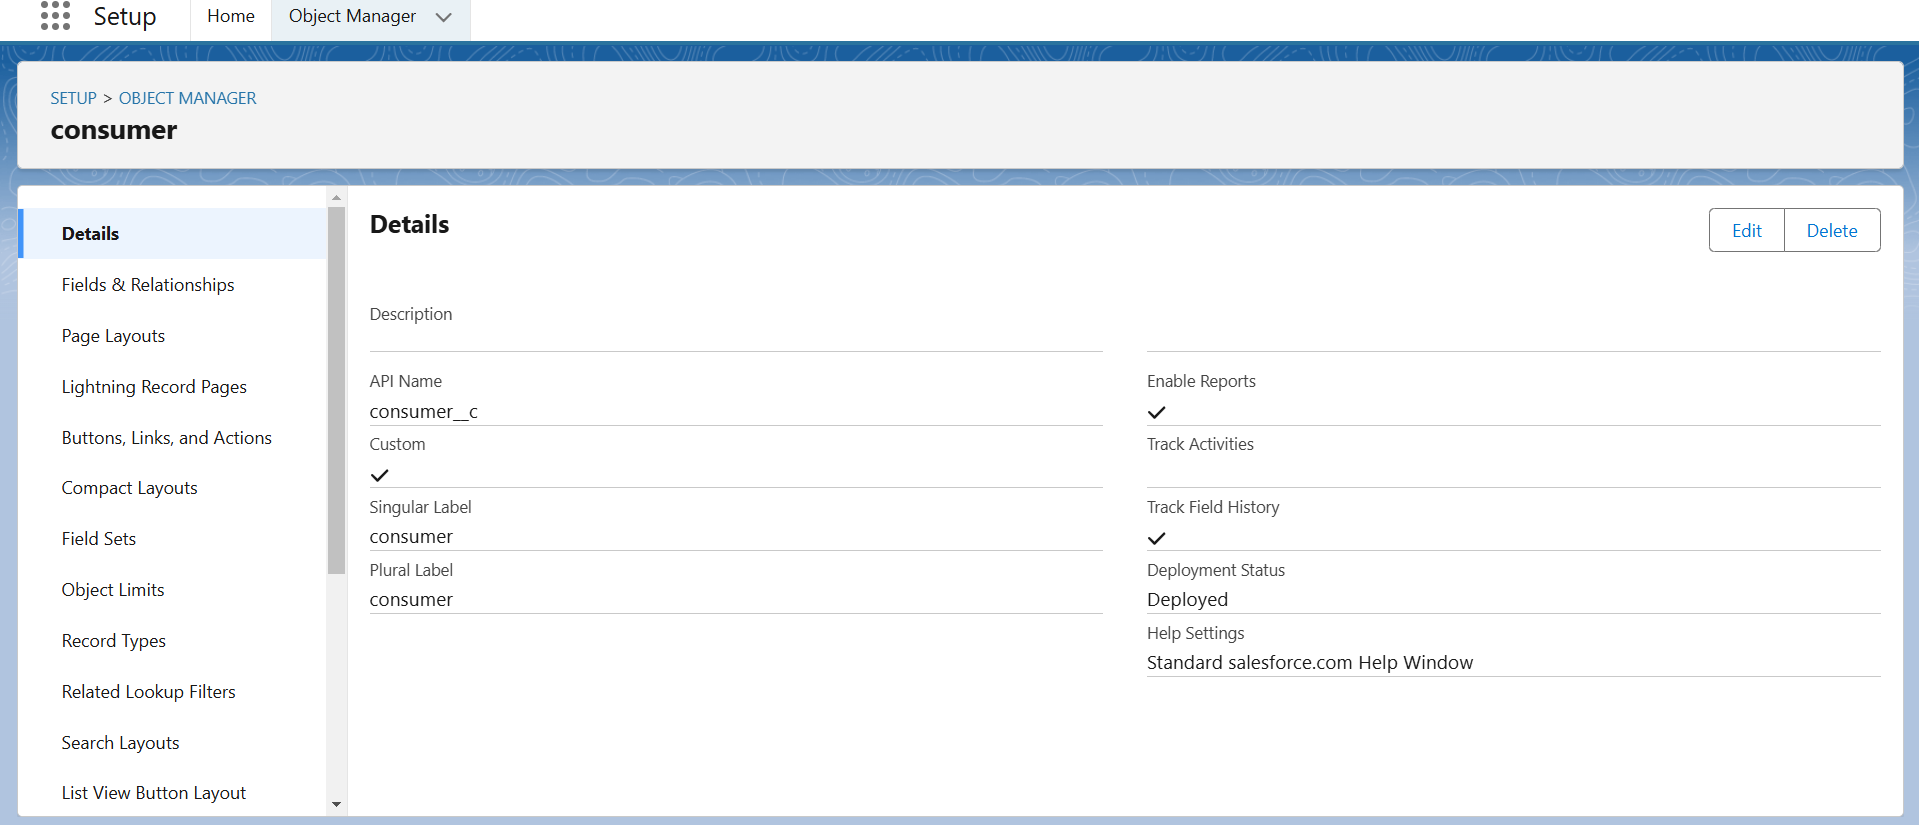 Setup
Home
Object Manager
SETUP > OBJECT MANAGER
consumer
Details
Fields & Relationships
Page Layouts
Lightning Record Pages
Buttons, Links, and Actions
Compact Layouts
Field Sets
Object Limits
Record Types
Related Lookup Filters
Search Layouts
List View Button Layout
Details
Edit
Delete
Description
API Name
consumer__c
Custom
Singular Label
consumer
Plural Label
consumer
Enable Reports
Track Activities
Track Field History
Deployment Status
Deployed
Help Settings
Standard salesforce.com Help Window